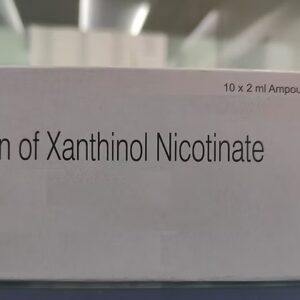 10 x 2 ml Ampou
n of Xanthinol Nicotinate